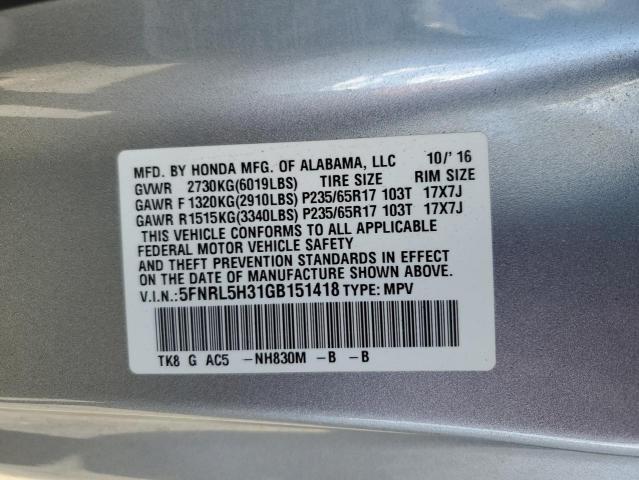 MFD. BY HONDA MFG. OF ALABAMA, LLC 10/'16
GVWR 2730KG(6019LBS) TIRE SIZE RIM SIZE
GAWR F 1320KG(2910LBS) P235/65R17 103T 17X7J
GAWR R 1515KG(3340LBS) P235/65R17 103T 17X7J
THIS VEHICLE CONFORMS TO ALL APPLICABLE
FEDERAL MOTOR VEHICLE SAFETY
AND THEFT PREVENTION STANDARDS IN EFFECT
ON THE DATE OF MANUFACTURE SHOWN ABOVE.
V.I.N.:5FNRL5H31GB151418 TYPE: MPV
TK8 G AC5 -NH830M -B -B